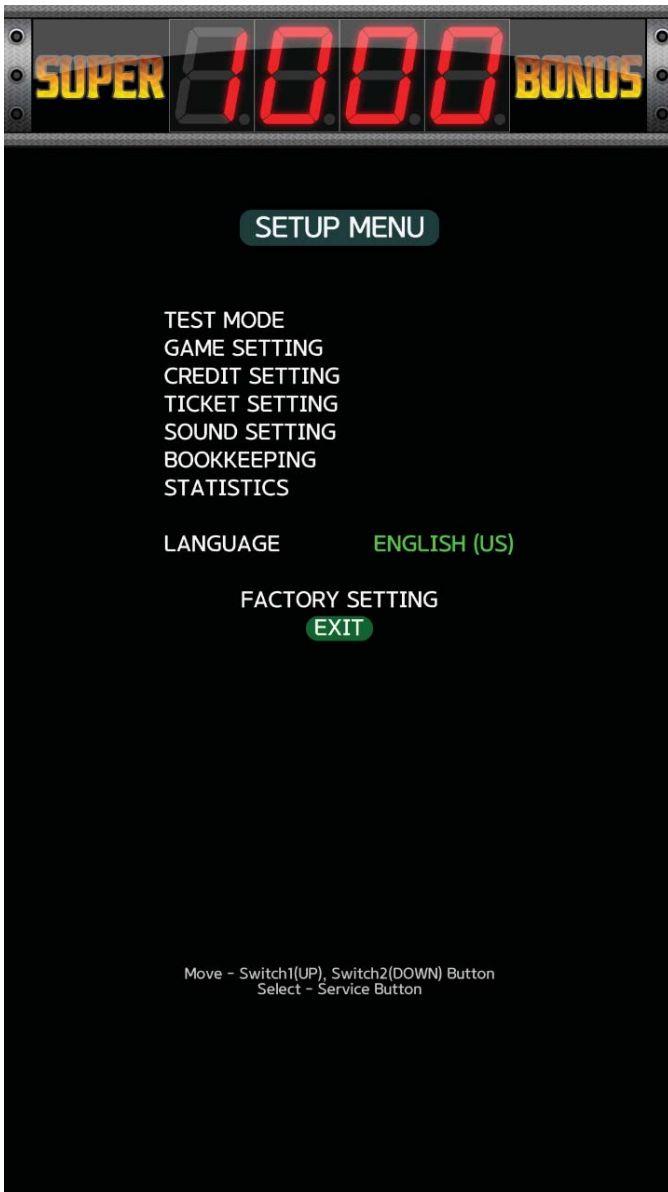 SUPER 1000 BONUS
SETUP MENU
TEST MODE
GAME SETTING
CREDIT SETTING
TICKET SETTING
SOUND SETTING
BOOKKEEPING
STATISTICS
LANGUAGE ENGLISH (US)
FACTORY SETTING
EXIT
Move - Switch1(UP), Switch2(DOWN) Button
Select - Service Button